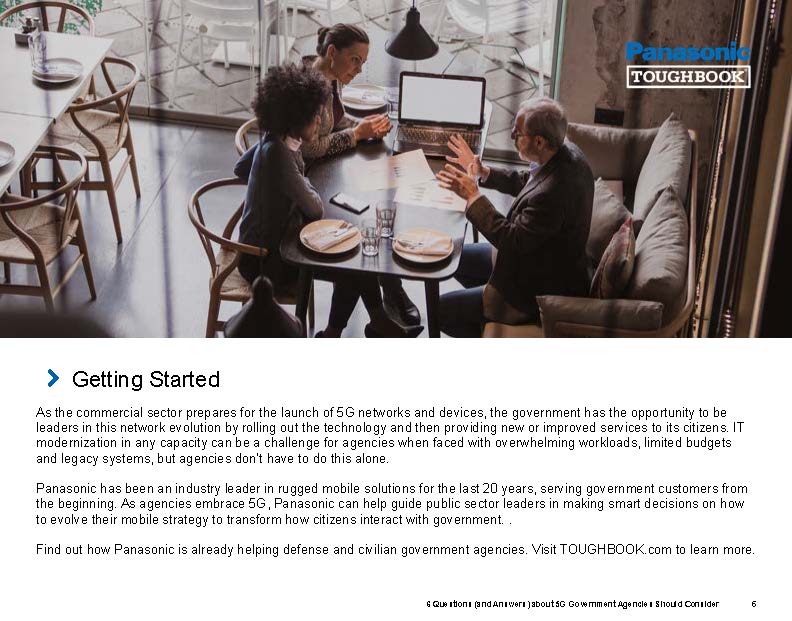 Panasonic
TOUGHBOOK
Getting Started
As the commercial sector prepares for the launch of 5G networks and devices, the government has the opportunity to be
leaders in this network evolution by rolling out the technology and then providing new or improved services to its citizens. IT
modernization in any capacity can be a challenge for agencies when faced with overwhelming workloads, limited budgets
and legacy systems, but agencies don't have to do this alone.
Panasonic has been an industry leader in rugged mobile solutions for the last 20 years, serving government customers from
the beginning. As agencies embrace 5G, Panasonic can help guide public sector leaders in making smart decisions on how
to evolve their mobile strategy to transform how citizens interact with government. .
Find out how Panasonic is already helping defense and civilian government agencies. Visit TOUGHBOOK.com to learn more.
6 Questions (and Answers) about 5G Government Agencies Should Consider 6